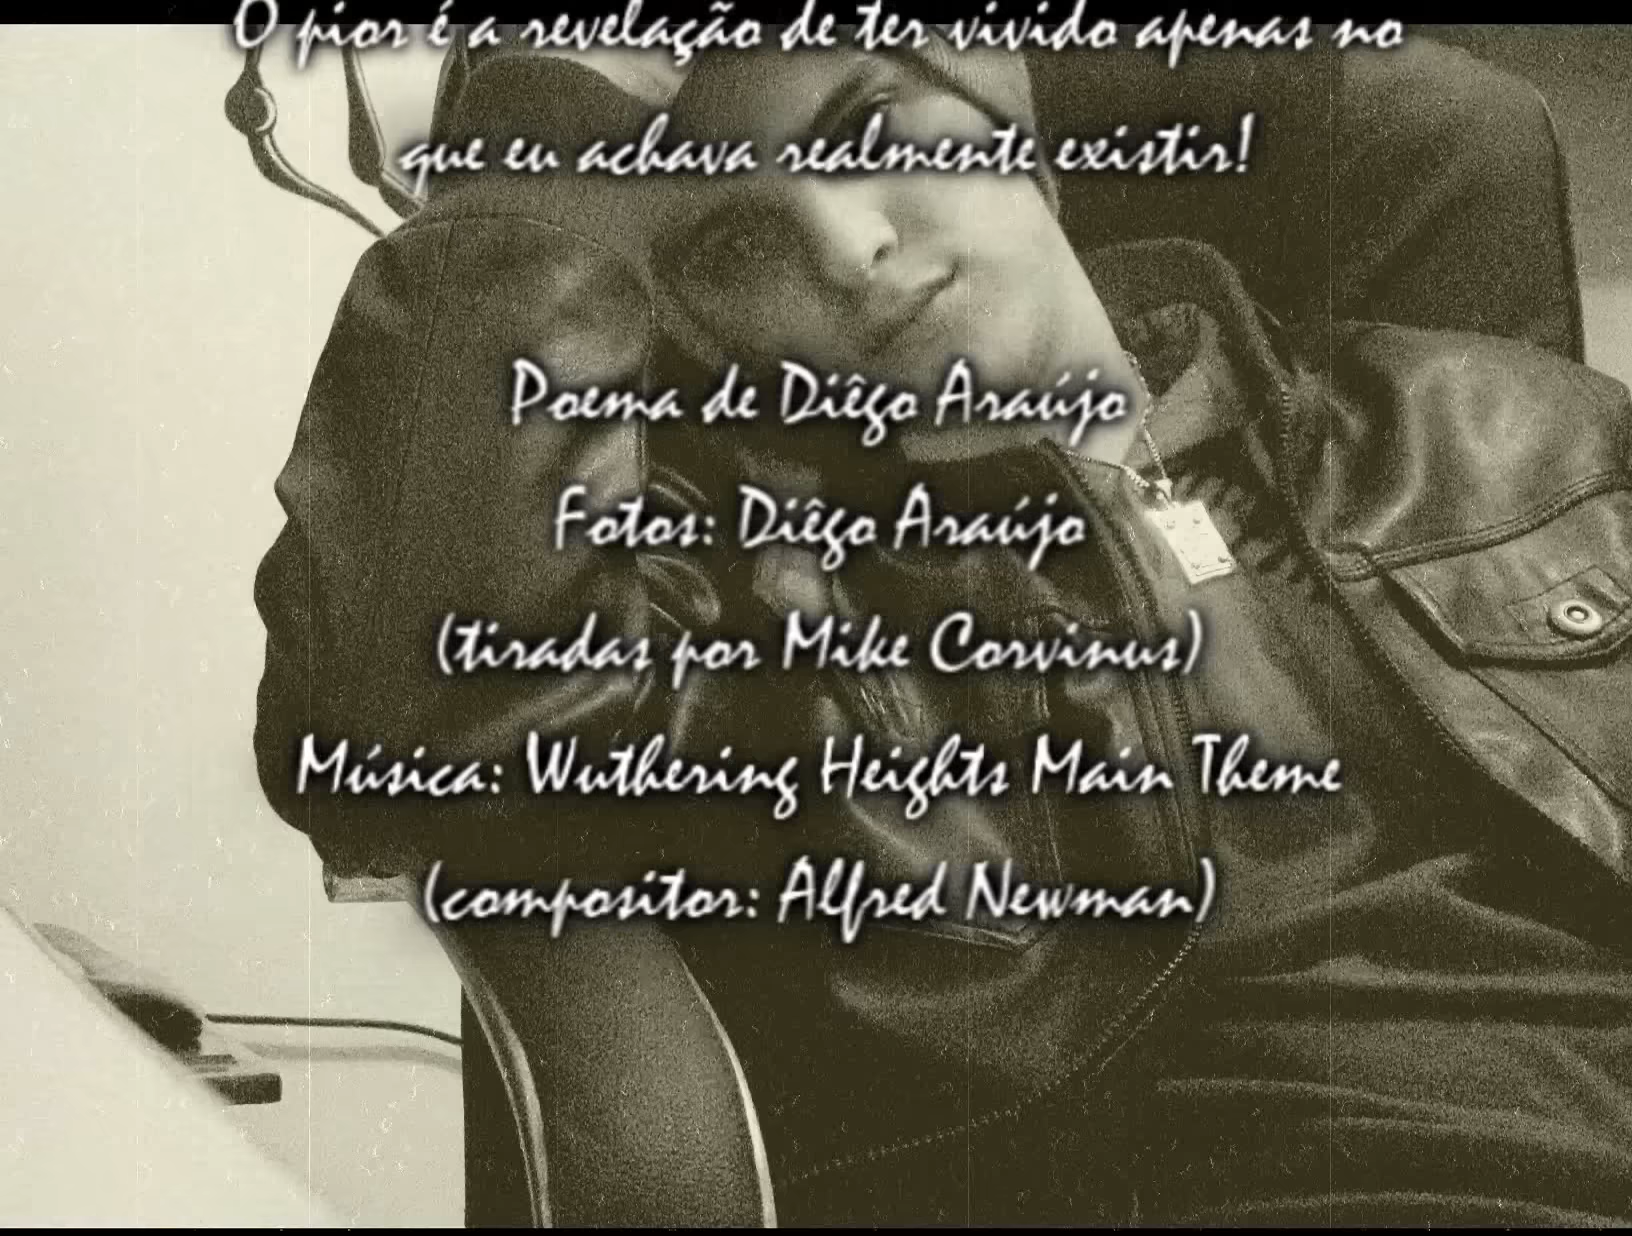 O pior é a revelação de ter vivido apenas no
que eu achava realmente existir!
Poema de Diêgo Araújo
Fotos: Diêgo Araújo
(tiradas por Mike Corvinus)
Música: Wuthering Heights Main Theme
(compositor: Alfred Newman)